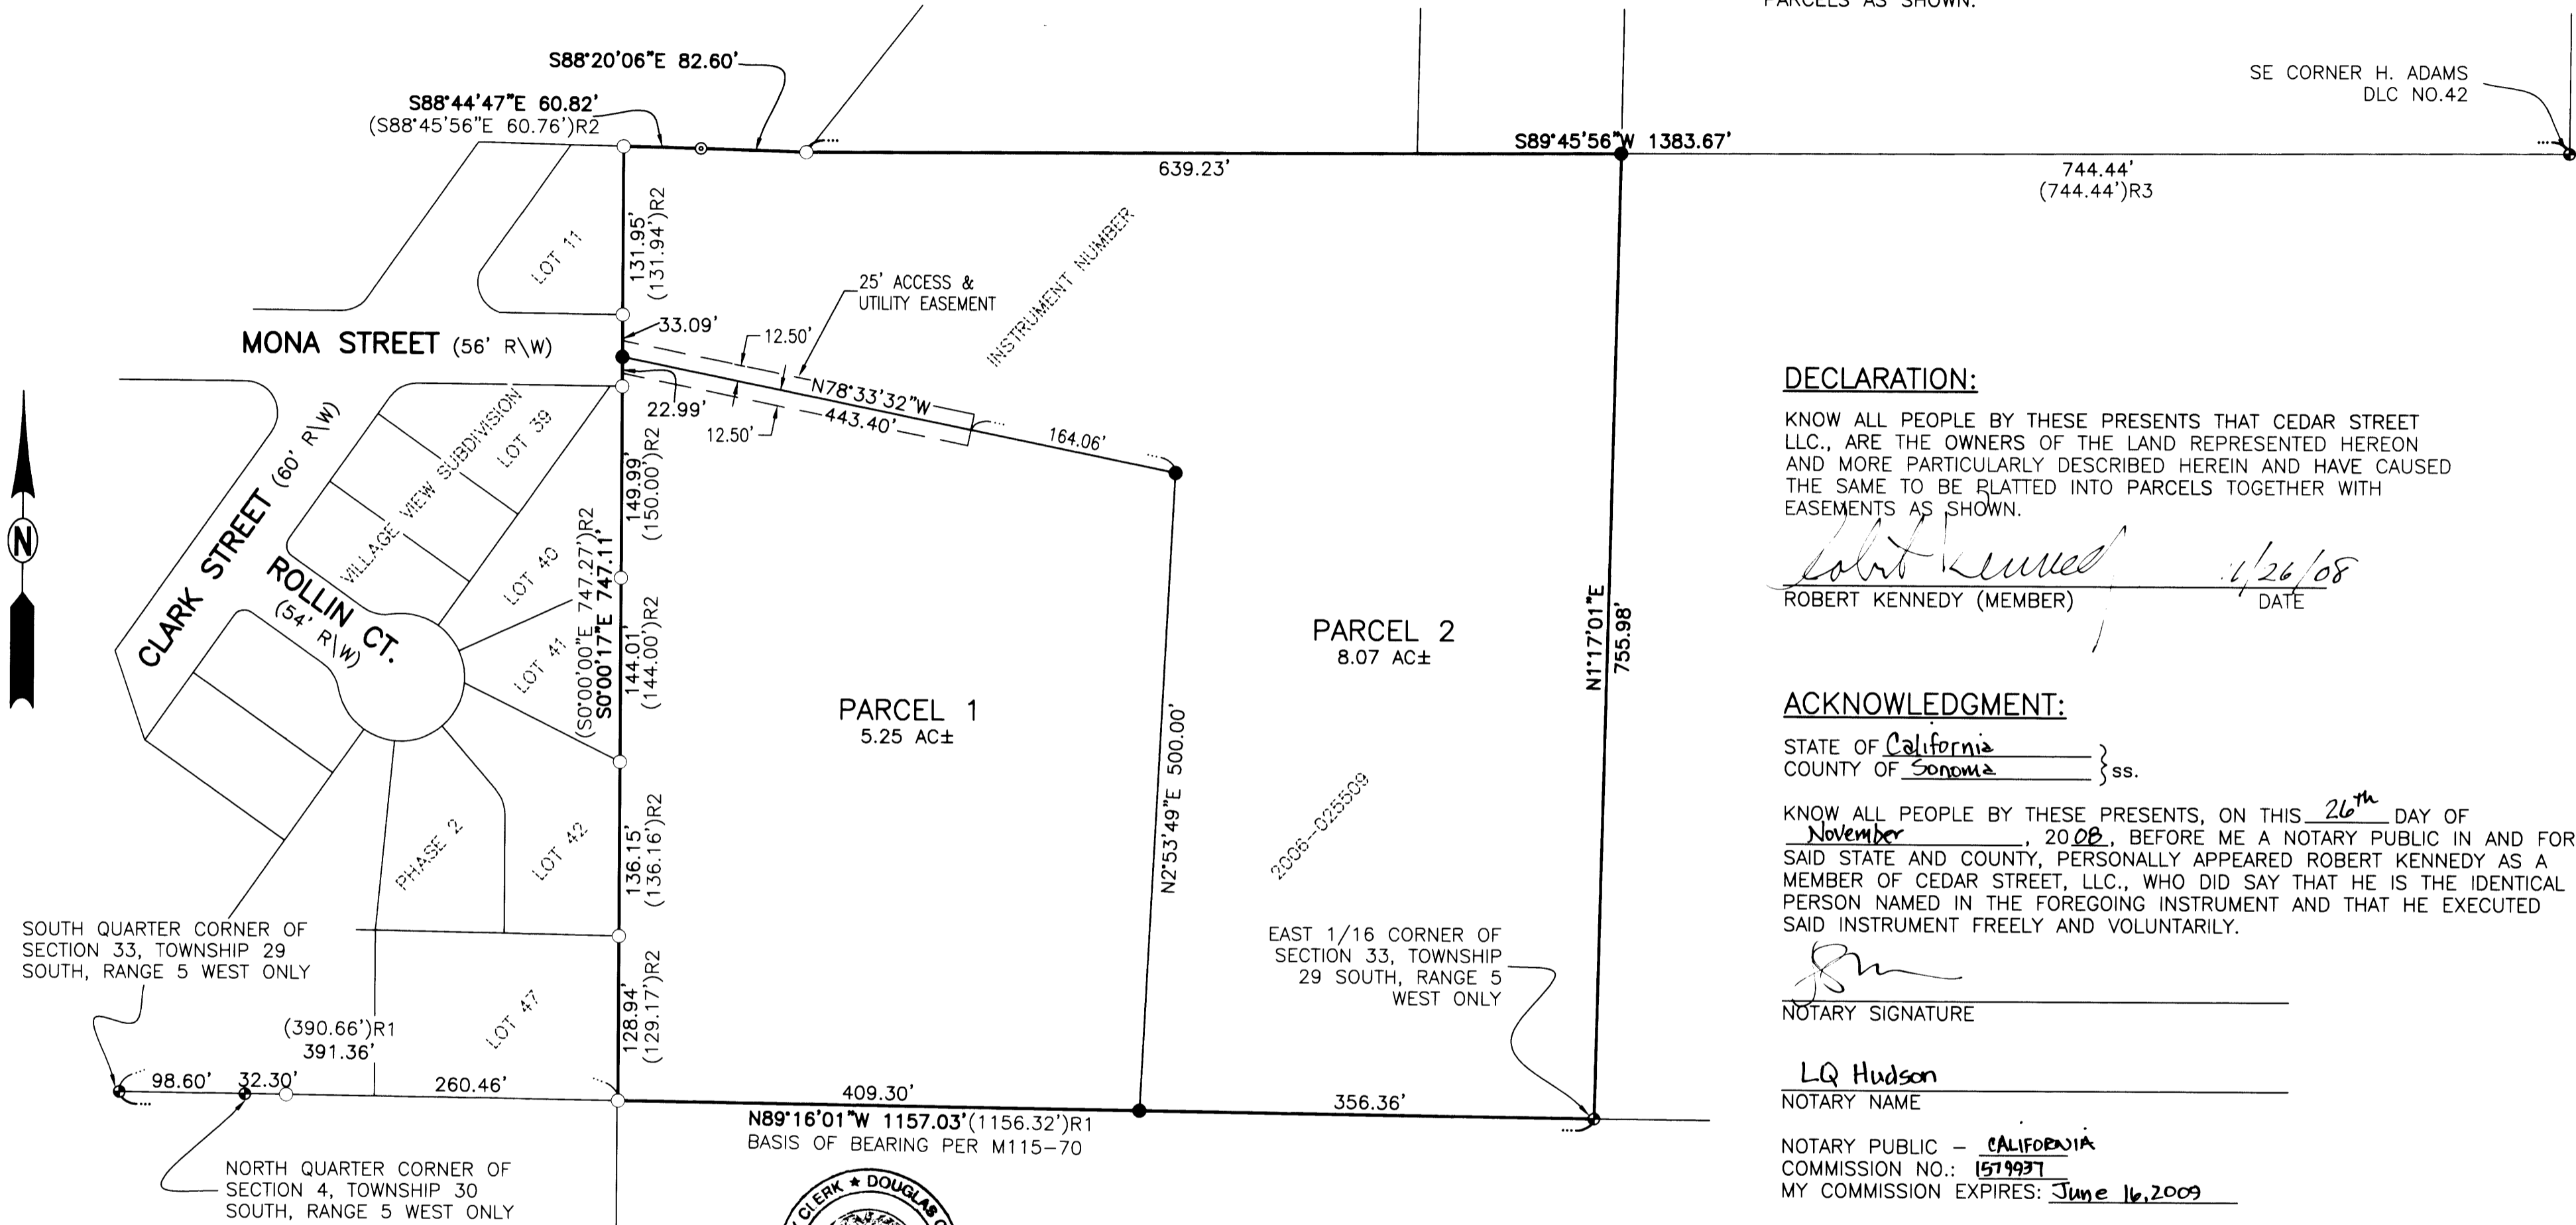 PARCELS AS SHOWN.
S88°20'06"E 82.60'
S88°44'47"E 60.82'
(S88°45'56"E 60.76')R2
SE CORNER H. ADAMS
DLC NO.42
S89°45'56"W 1383.67'
639.23'
744.44'
(744.44')R3
LOT 11
131.95'
(131.94')R2
INSTRUMENT NUMBER
25' ACCESS &
UTILITY EASEMENT
33.09'
12.50'
MONA STREET (56' R\W)
N78°33'32"W
443.40'
22.99'
12.50'
164.06'
CLARK STREET (60' R\W)
VILLAGE VIEW SUBDIVISION
LOT 39
149.99'
(150.00')R2
ROLLIN CT.
(54' R\W)
LOT 40
LOT 41
(S0°00'00"E 747.27')R2
S0°00'17"E 747.11'
144.01'
(144.00')R2
N
PARCEL 1
5.25 AC±
PARCEL 2
8.07 AC±
N1°17'01"E
755.98'
N2°53'49"E 500.00'
2006-025509
PHASE 2
LOT 42
136.15'
(136.16')R2
SOUTH QUARTER CORNER OF
SECTION 33, TOWNSHIP 29
SOUTH, RANGE 5 WEST ONLY
EAST 1/16 CORNER OF
SECTION 33, TOWNSHIP
29 SOUTH, RANGE 5
WEST ONLY
LOT 47
128.94'
(129.17')R2
(390.66')R1
391.36'
98.60'
32.30'
260.46'
409.30'
356.36'
N89°16'01"W 1157.03'(1156.32')R1
BASIS OF BEARING PER M115-70
NORTH QUARTER CORNER OF
SECTION 4, TOWNSHIP 30
SOUTH, RANGE 5 WEST ONLY
CLERK ★ DOUGLAS
DECLARATION:
KNOW ALL PEOPLE BY THESE PRESENTS THAT CEDAR STREET
LLC., ARE THE OWNERS OF THE LAND REPRESENTED HEREON
AND MORE PARTICULARLY DESCRIBED HEREIN AND HAVE CAUSED
THE SAME TO BE PLATTED INTO PARCELS TOGETHER WITH
EASEMENTS AS SHOWN.
Robert Kennedy /26/08
ROBERT KENNEDY (MEMBER) DATE
ACKNOWLEDGMENT:
STATE OF California
COUNTY OF Sonoma } ss.
KNOW ALL PEOPLE BY THESE PRESENTS, ON THIS 26th DAY OF
November, 2008, BEFORE ME A NOTARY PUBLIC IN AND FOR
SAID STATE AND COUNTY, PERSONALLY APPEARED ROBERT KENNEDY AS A
MEMBER OF CEDAR STREET, LLC., WHO DID SAY THAT HE IS THE IDENTICAL
PERSON NAMED IN THE FOREGOING INSTRUMENT AND THAT HE EXECUTED
SAID INSTRUMENT FREELY AND VOLUNTARILY.
NOTARY SIGNATURE
LQ Hudson
NOTARY NAME
NOTARY PUBLIC – CALIFORNIA
COMMISSION NO.: 1579937
MY COMMISSION EXPIRES: June 16, 2009